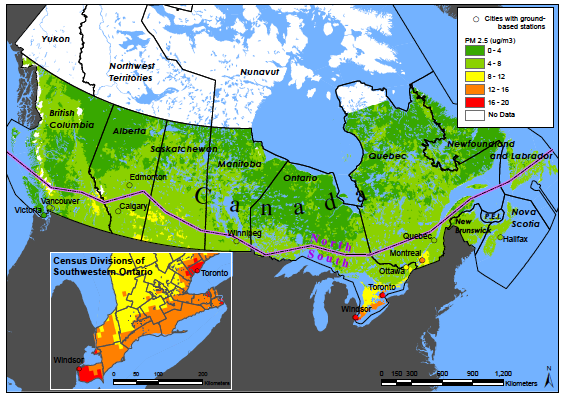 Cities with ground-
based stations
PM 2.5 (ug/m3)
0 - 4
4 - 8
8 - 12
12 - 16
16 - 20
No Data
Yukon
Northwest
Territories
Nunavut
British
Columbia
Alberta
Saskatchewan
Manitoba
Ontario
Quebec
Newfoundland
and Labrador
Canada
Edmonton
Vancouver
Victoria
Calgary
Winnipeg
North
South
Quebec
Montreal
Ottawa
Toronto
Windsor
New
Brunswick
P.E.I.
Nova
Scotia
Halifax
Census Divisions of
Southwestern Ontario
Toronto
Windsor
0 50 100 200
Kilometers
0 150 300 600 900 1,200
Kilometers
N